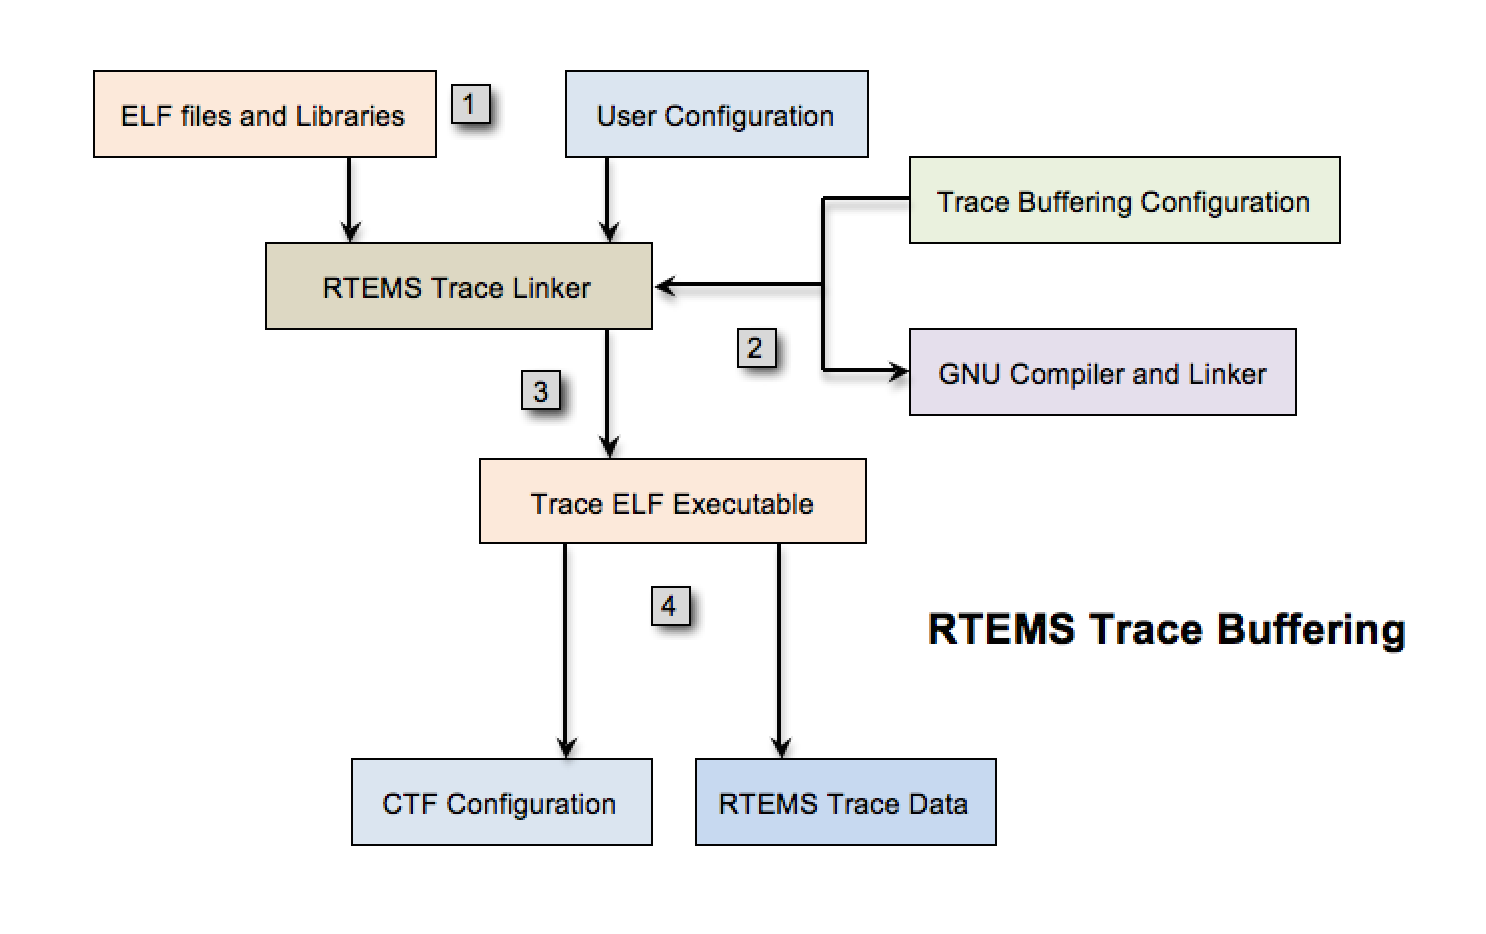 ELF files and Libraries
1
User Configuration
Trace Buffering Configuration
RTEMS Trace Linker
2
GNU Compiler and Linker
3
Trace ELF Executable
4
RTEMS Trace Buffering
CTF Configuration
RTEMS Trace Data